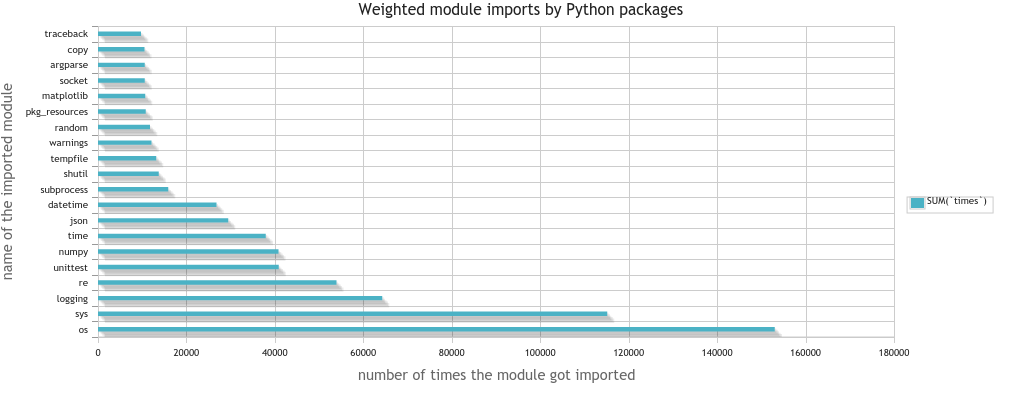 Weighted module imports by Python packages
name of the imported module
traceback
copy
argparse
socket
matplotlib
pkg_resources
random
warnings
tempfile
shutil
subprocess
datetime
json
time
numpy
unittest
re
logging
sys
os
SUM(`times`)
0 20000 40000 60000 80000 100000 120000 140000 160000 180000
number of times the module got imported